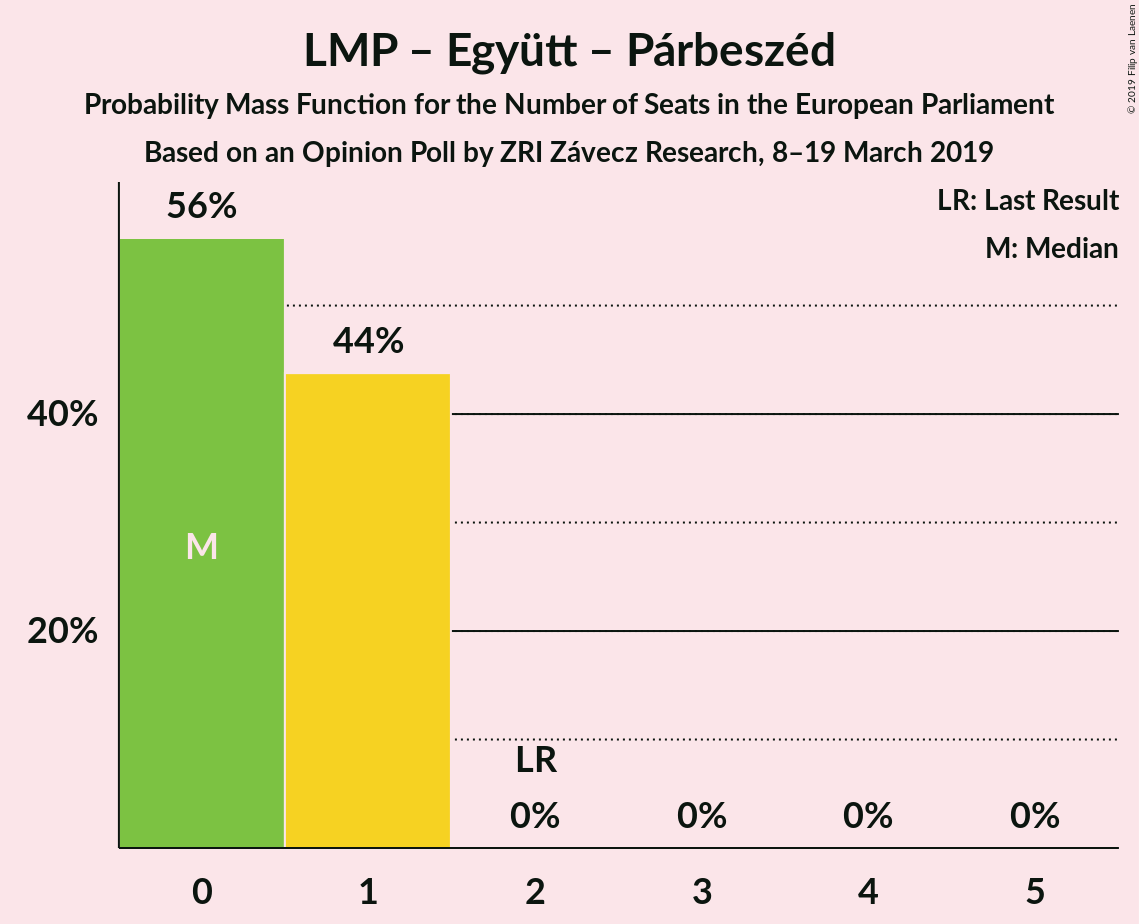 LMP – Együtt – Párbeszéd
Probability Mass Function for the Number of Seats in the European Parliament
Based on an Opinion Poll by ZRI Závecz Research, 8–19 March 2019
© 2019 Filip van Laenen
LR: Last Result
M: Median
56%
44%
40%
M
20%
LR
0%
0%
0%
0%
0
1
2
3
4
5